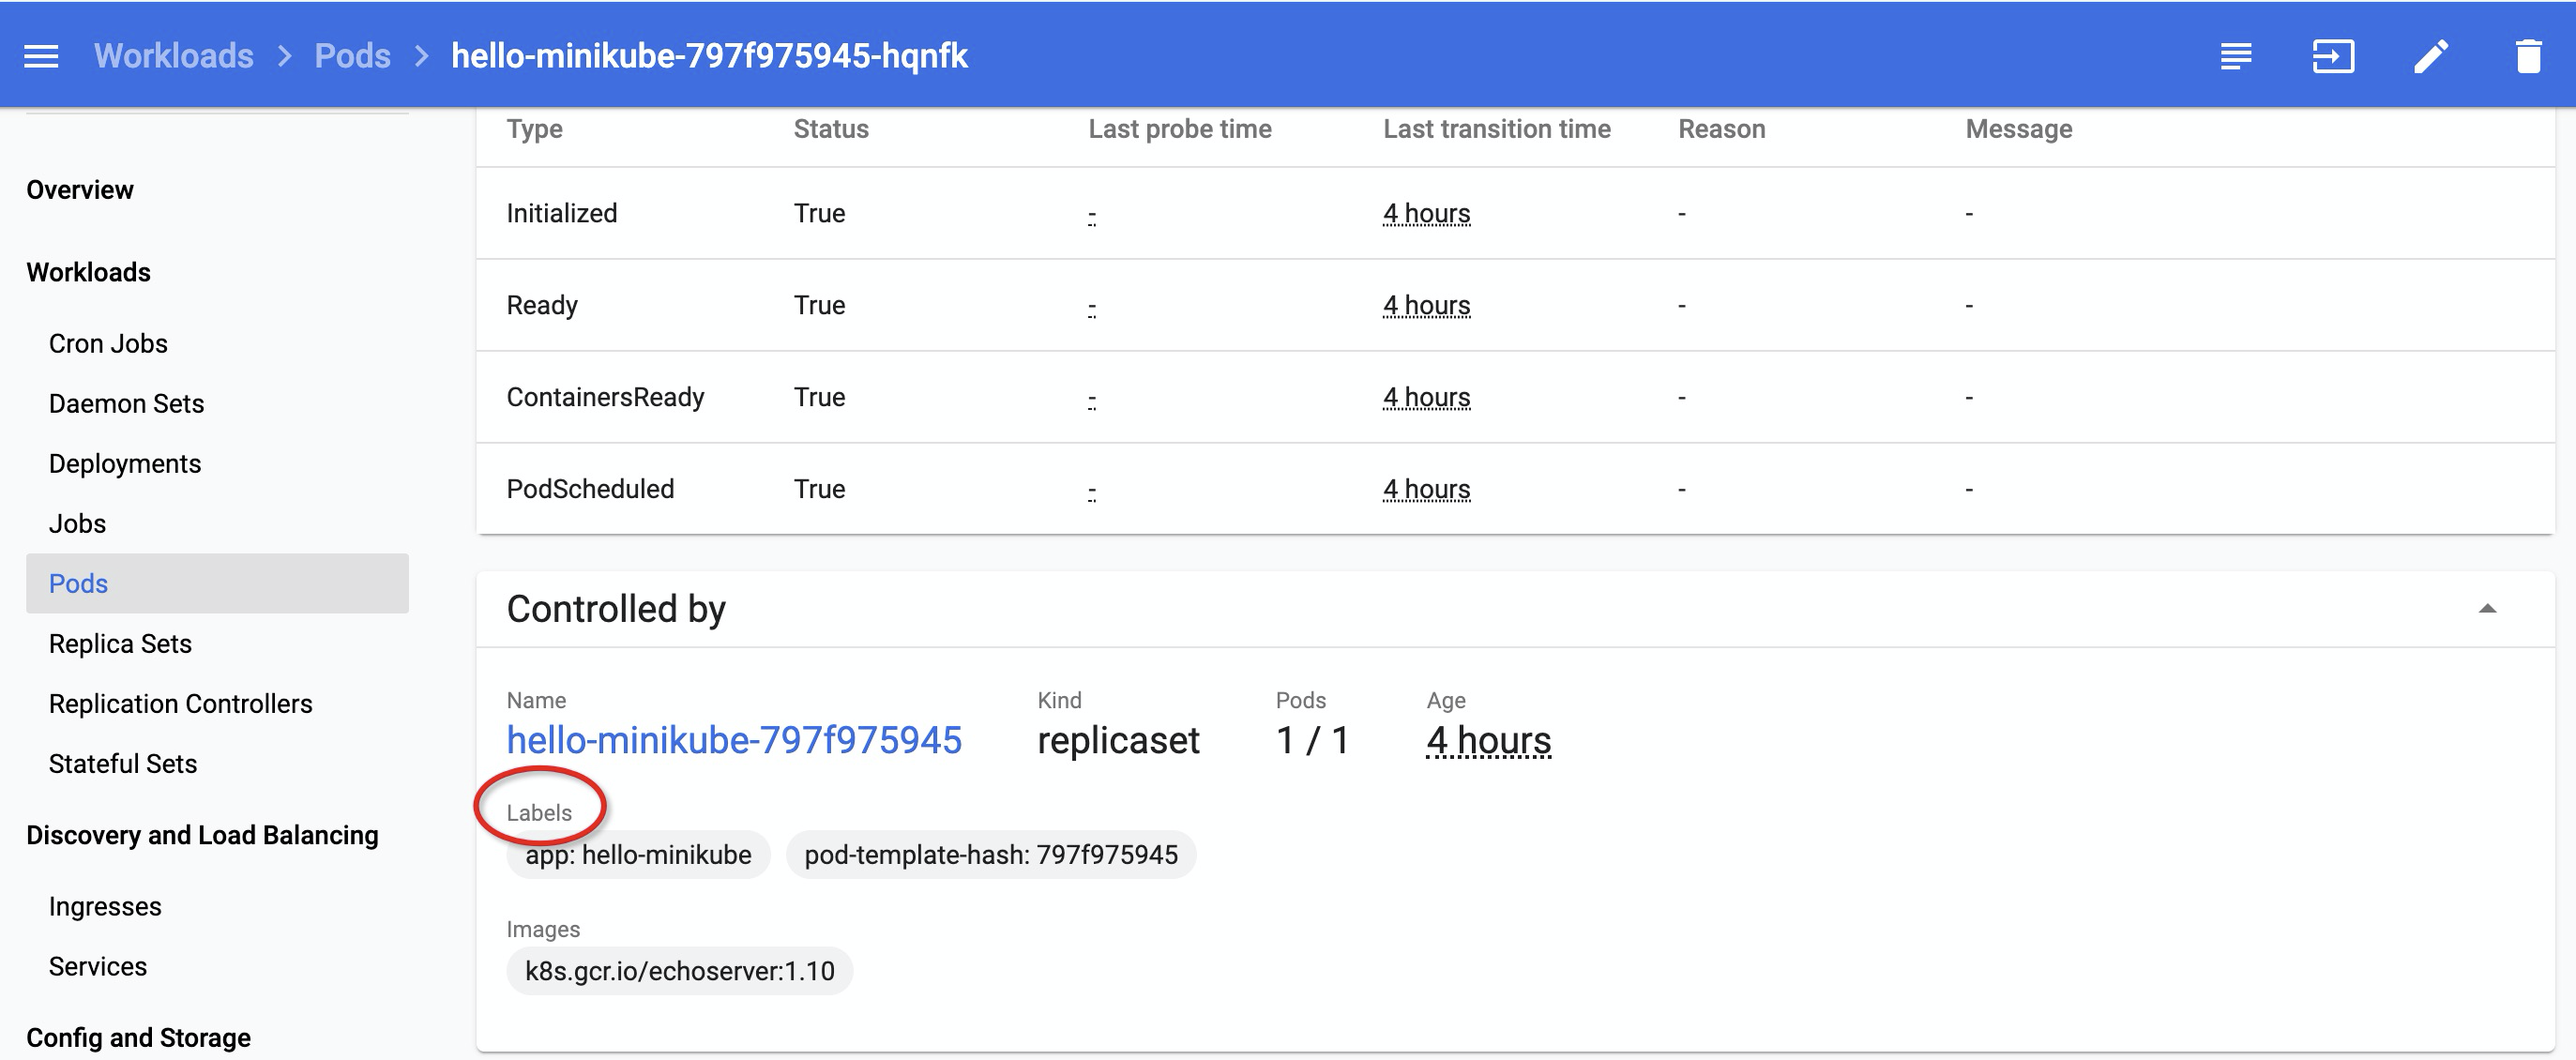 Workloads > Pods > hello-minikube-797f975945-hqnfk
Overview
Workloads
Cron Jobs
Daemon Sets
Deployments
Jobs
Pods
Replica Sets
Replication Controllers
Stateful Sets
Discovery and Load Balancing
Ingresses
Services
Config and Storage
Type Status Last probe time Last transition time Reason Message
Initialized True - 4 hours - -
Ready True - 4 hours - -
ContainersReady True - 4 hours - -
PodScheduled True - 4 hours - -
Controlled by
Name Kind Pods Age
hello-minikube-797f975945 replicaset 1 / 1 4 hours
Labels
app: hello-minikube pod-template-hash: 797f975945
Images
k8s.gcr.io/echoserver:1.10